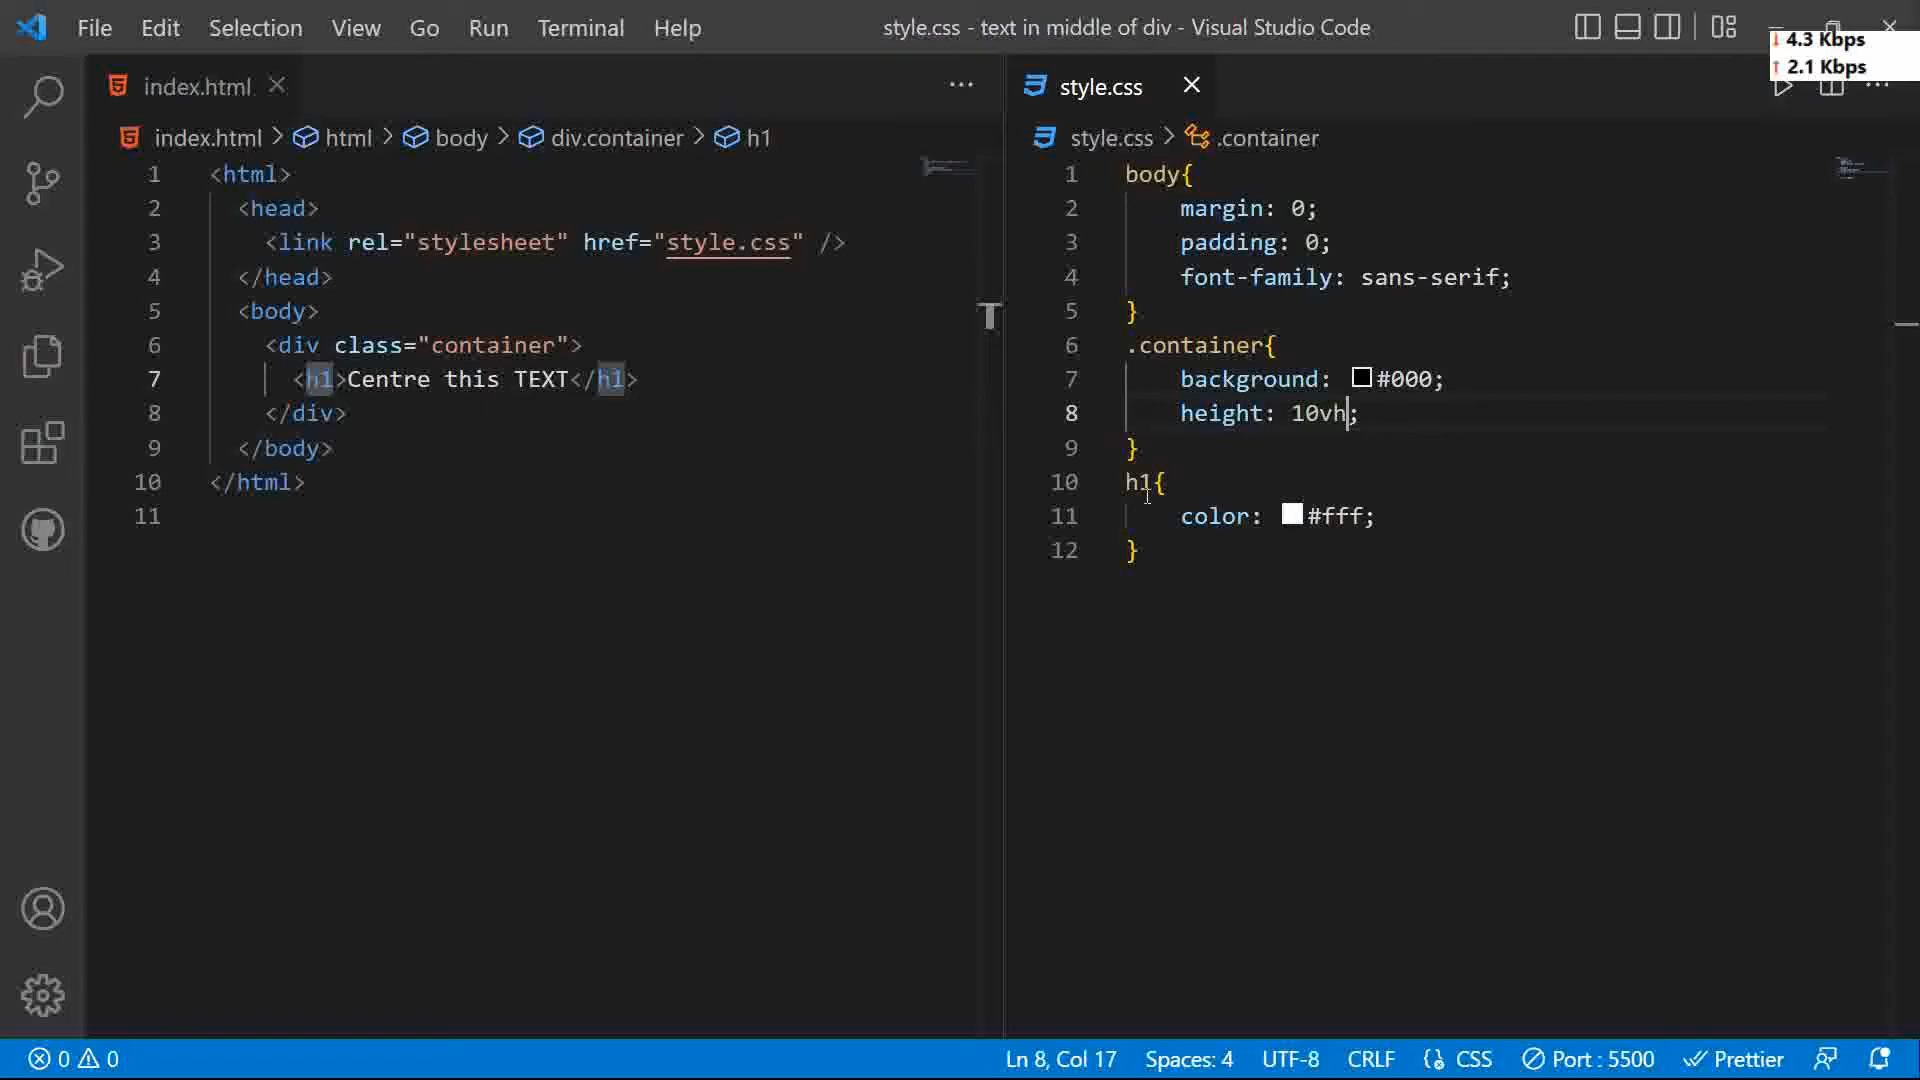 File Edit Selection View Go Run Terminal Help style.css - text in middle of div - Visual Studio Code
4.3 Kbps
2.1 Kbps
index.html
index.html > html > body > div.container > h1
1 <html>
2 <head>
3 <link rel="stylesheet" href="style.css" />
4 </head>
5 <body>
6 <div class="container">
7 <h1>Centre this TEXT</h1>
8 </div>
9 </body>
10 </html>
11
style.css
style.css > .container
1 body{
2 margin: 0;
3 padding: 0;
4 font-family: sans-serif;
5 }
6 .container{
7 background: #000;
8 height: 10vh;
9 }
10 h1{
11 color: #fff;
12 }
0 0 Ln 8, Col 17 Spaces: 4 UTF-8 CRLF CSS Port : 5500 Prettier